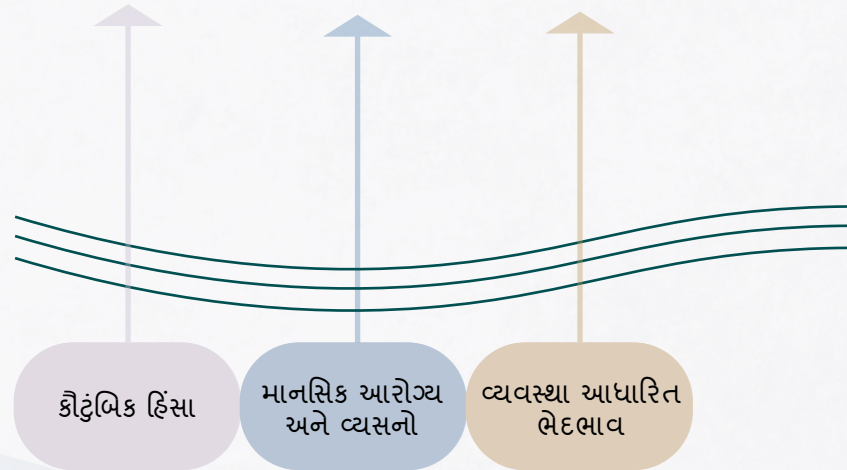 કૌટુંબિક હિંસા
માનસિક આરોગ્ય
અને વ્યસનો
વ્યવસ્થા આધારિત
ભેદભાવ